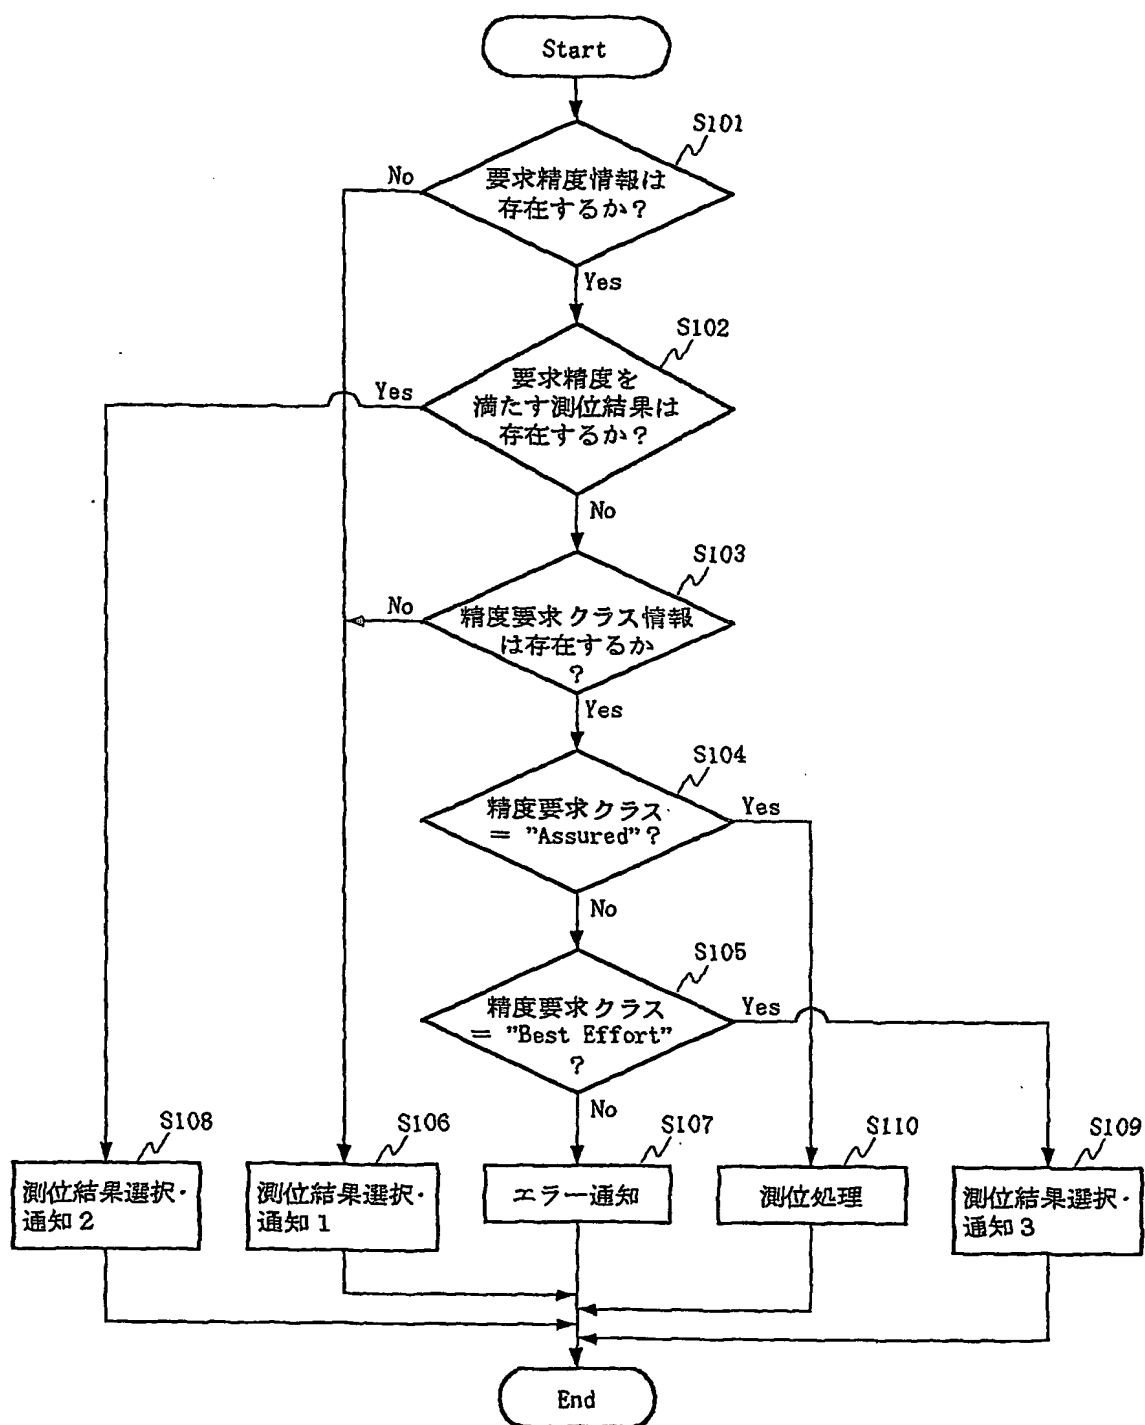 Start
S101
No
要求精度情報は
存在するか？
Yes
S102
Yes
要求精度を
満たす測位結果は
存在するか？
No
S103
No
精度要求クラス情報
は存在するか
？
Yes
S104
精度要求クラス
= "Assured"？
Yes
No
S105
精度要求クラス
= "Best Effort"
？
Yes
No
S108
測位結果選択・
通知２
S106
測位結果選択・
通知１
S107
エラー通知
S110
測位処理
S109
測位結果選択・
通知３
End